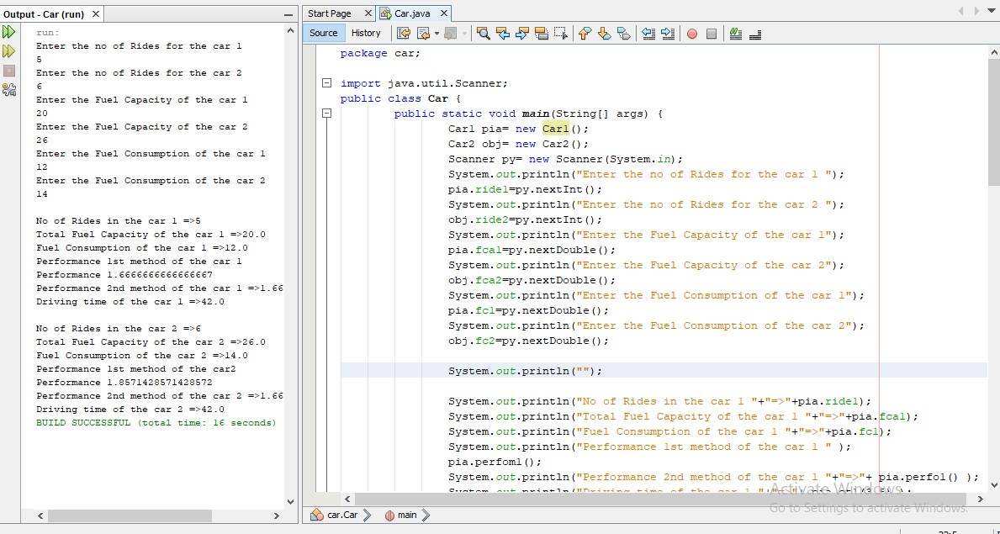 Output - Car (run)
run:
Enter the no of Rides for the car 1
5
Enter the no of Rides for the car 2
6
Enter the Fuel Capacity of the car 1
20
Enter the Fuel Capacity of the car 2
26
Enter the Fuel Consumption of the car 1
12
Enter the Fuel Consumption of the car 2
14
No of Rides in the car 1 =>5
Total Fuel Capacity of the car 1 =>20.0
Fuel Consumption of the car 1 =>12.0
Performance 1st method of the car 1
Performance 1.6666666666666667
Performance 2nd method of the car 1 =>1.66
Driving time of the car 1 =>42.0
No of Rides in the car 2 =>6
Total Fuel Capacity of the car 2 =>26.0
Fuel Consumption of the car 2 =>14.0
Performance 1st method of the car2
Performance 1.8571428571428572
Performance 2nd method of the car 2 =>1.66
Driving time of the car 2 =>42.0
BUILD SUCCESSFUL (total time: 16 seconds)
Start Page
Car.java
Source
History
package car;
import java.util.Scanner;
public class Car {
public static void main(String[] args) {
Car1 pia= new Car1();
Car2 obj= new Car2();
Scanner py= new Scanner(System.in);
System.out.println("Enter the no of Rides for the car 1 ");
pia.ride1=py.nextInt();
System.out.println("Enter the no of Rides for the car 2 ");
obj.ride2=py.nextInt();
System.out.println("Enter the Fuel Capacity of the car 1");
pia.fca1=py.nextDouble();
System.out.println("Enter the Fuel Capacity of the car 2");
obj.fca2=py.nextDouble();
System.out.println("Enter the Fuel Consumption of the car 1");
pia.fc1=py.nextDouble();
System.out.println("Enter the Fuel Consumption of the car 2");
obj.fc2=py.nextDouble();
System.out.println("");
System.out.println("No of Rides in the car 1 "+"=>"+pia.ride1);
System.out.println("Total Fuel Capacity of the car 1 "+"=>"+pia.fca1);
System.out.println("Fuel Consumption of the car 1 "+"=>"+pia.fc1);
System.out.println("Performance 1st method of the car 1 " );
pia.perfom1();
System.out.println("Performance 2nd method of the car 1 "+"=>"+ pia.perfo1() );
System.out.println("Driving time of the car 1
Activate Windows
Go to Settings to activate Windows.
car.Car
main